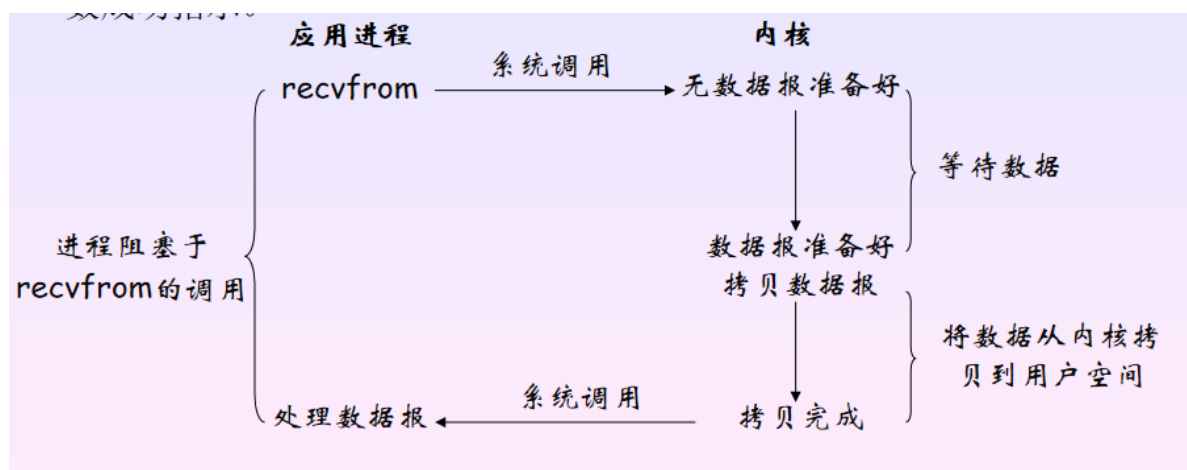 应用进程
内核
系统调用
recvfrom
无数据报准备好
等待数据
进程阻塞于
recvfrom的调用
数据报准备好
拷贝数据报
将数据从内核拷
贝到用户空间
系统调用
处理数据报
拷贝完成